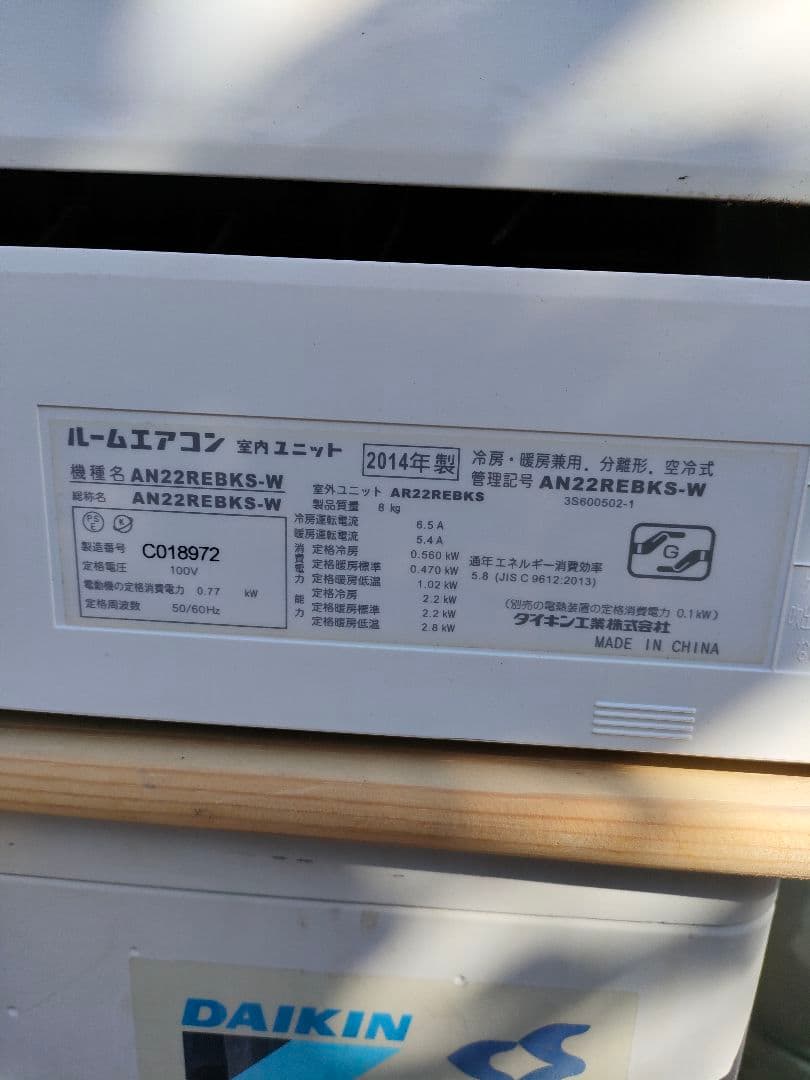 ルームエアコン 室内ユニット 2014年製 冷房・暖房兼用．分離形．空冷式
機種名 AN22REBKS-W 室外ユニット AR22REBKS 管理記号 AN22REBKS-W
総称名 AN22REBKS-W 製品質量 8 kg 3S600502-1
PS E
製造番号 C018972
定格電圧 100V
電動機の定格消費電力 0.77 kW
定格周波数 50/60Hz
冷房運転電流 6.5 A
暖房運転電流 5.4 A
消費電力 定格冷房 0.560 kW
定格暖房標準 0.470 kW
定格暖房低温 1.02 kW
能力 定格冷房 2.2 kW
定格暖房標準 2.2 kW
定格暖房低温 2.8 kW
通年エネルギー消費効率
5.8 (JIS C 9612:2013)
G
(別売の電熱装置の定格消費電力 0.1kW)
ダイキン工業株式会社
MADE IN CHINA
DAIKIN